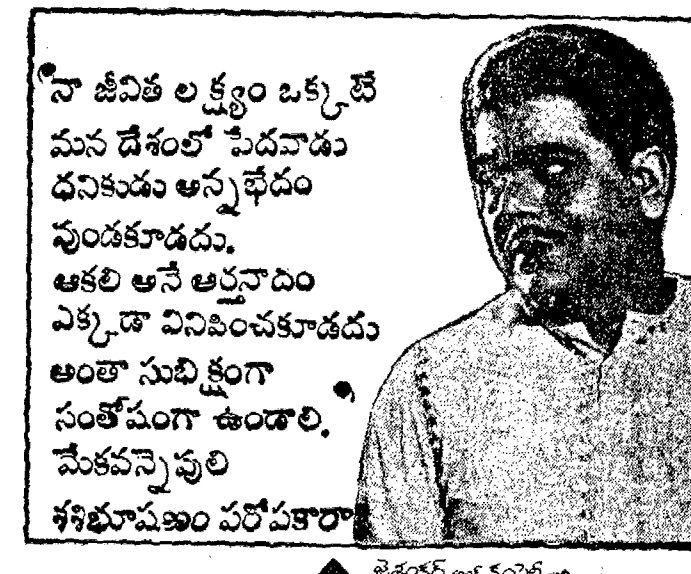 “నా జీవిత లక్ష్యం ఒక్కటే
మన దేశంలో పేదవాడు
ధనికుడు అన్నభేదం
వుండకూడదు.
ఆకలి అనే ఆర్తనాదం
ఎక్కడా వినిపించకూడదు
అంతా సుభిక్షంగా
సంతోషంగా ఉండాలి.”
మేకవన్నెపులి
శశిభూషణం పరోపకారా